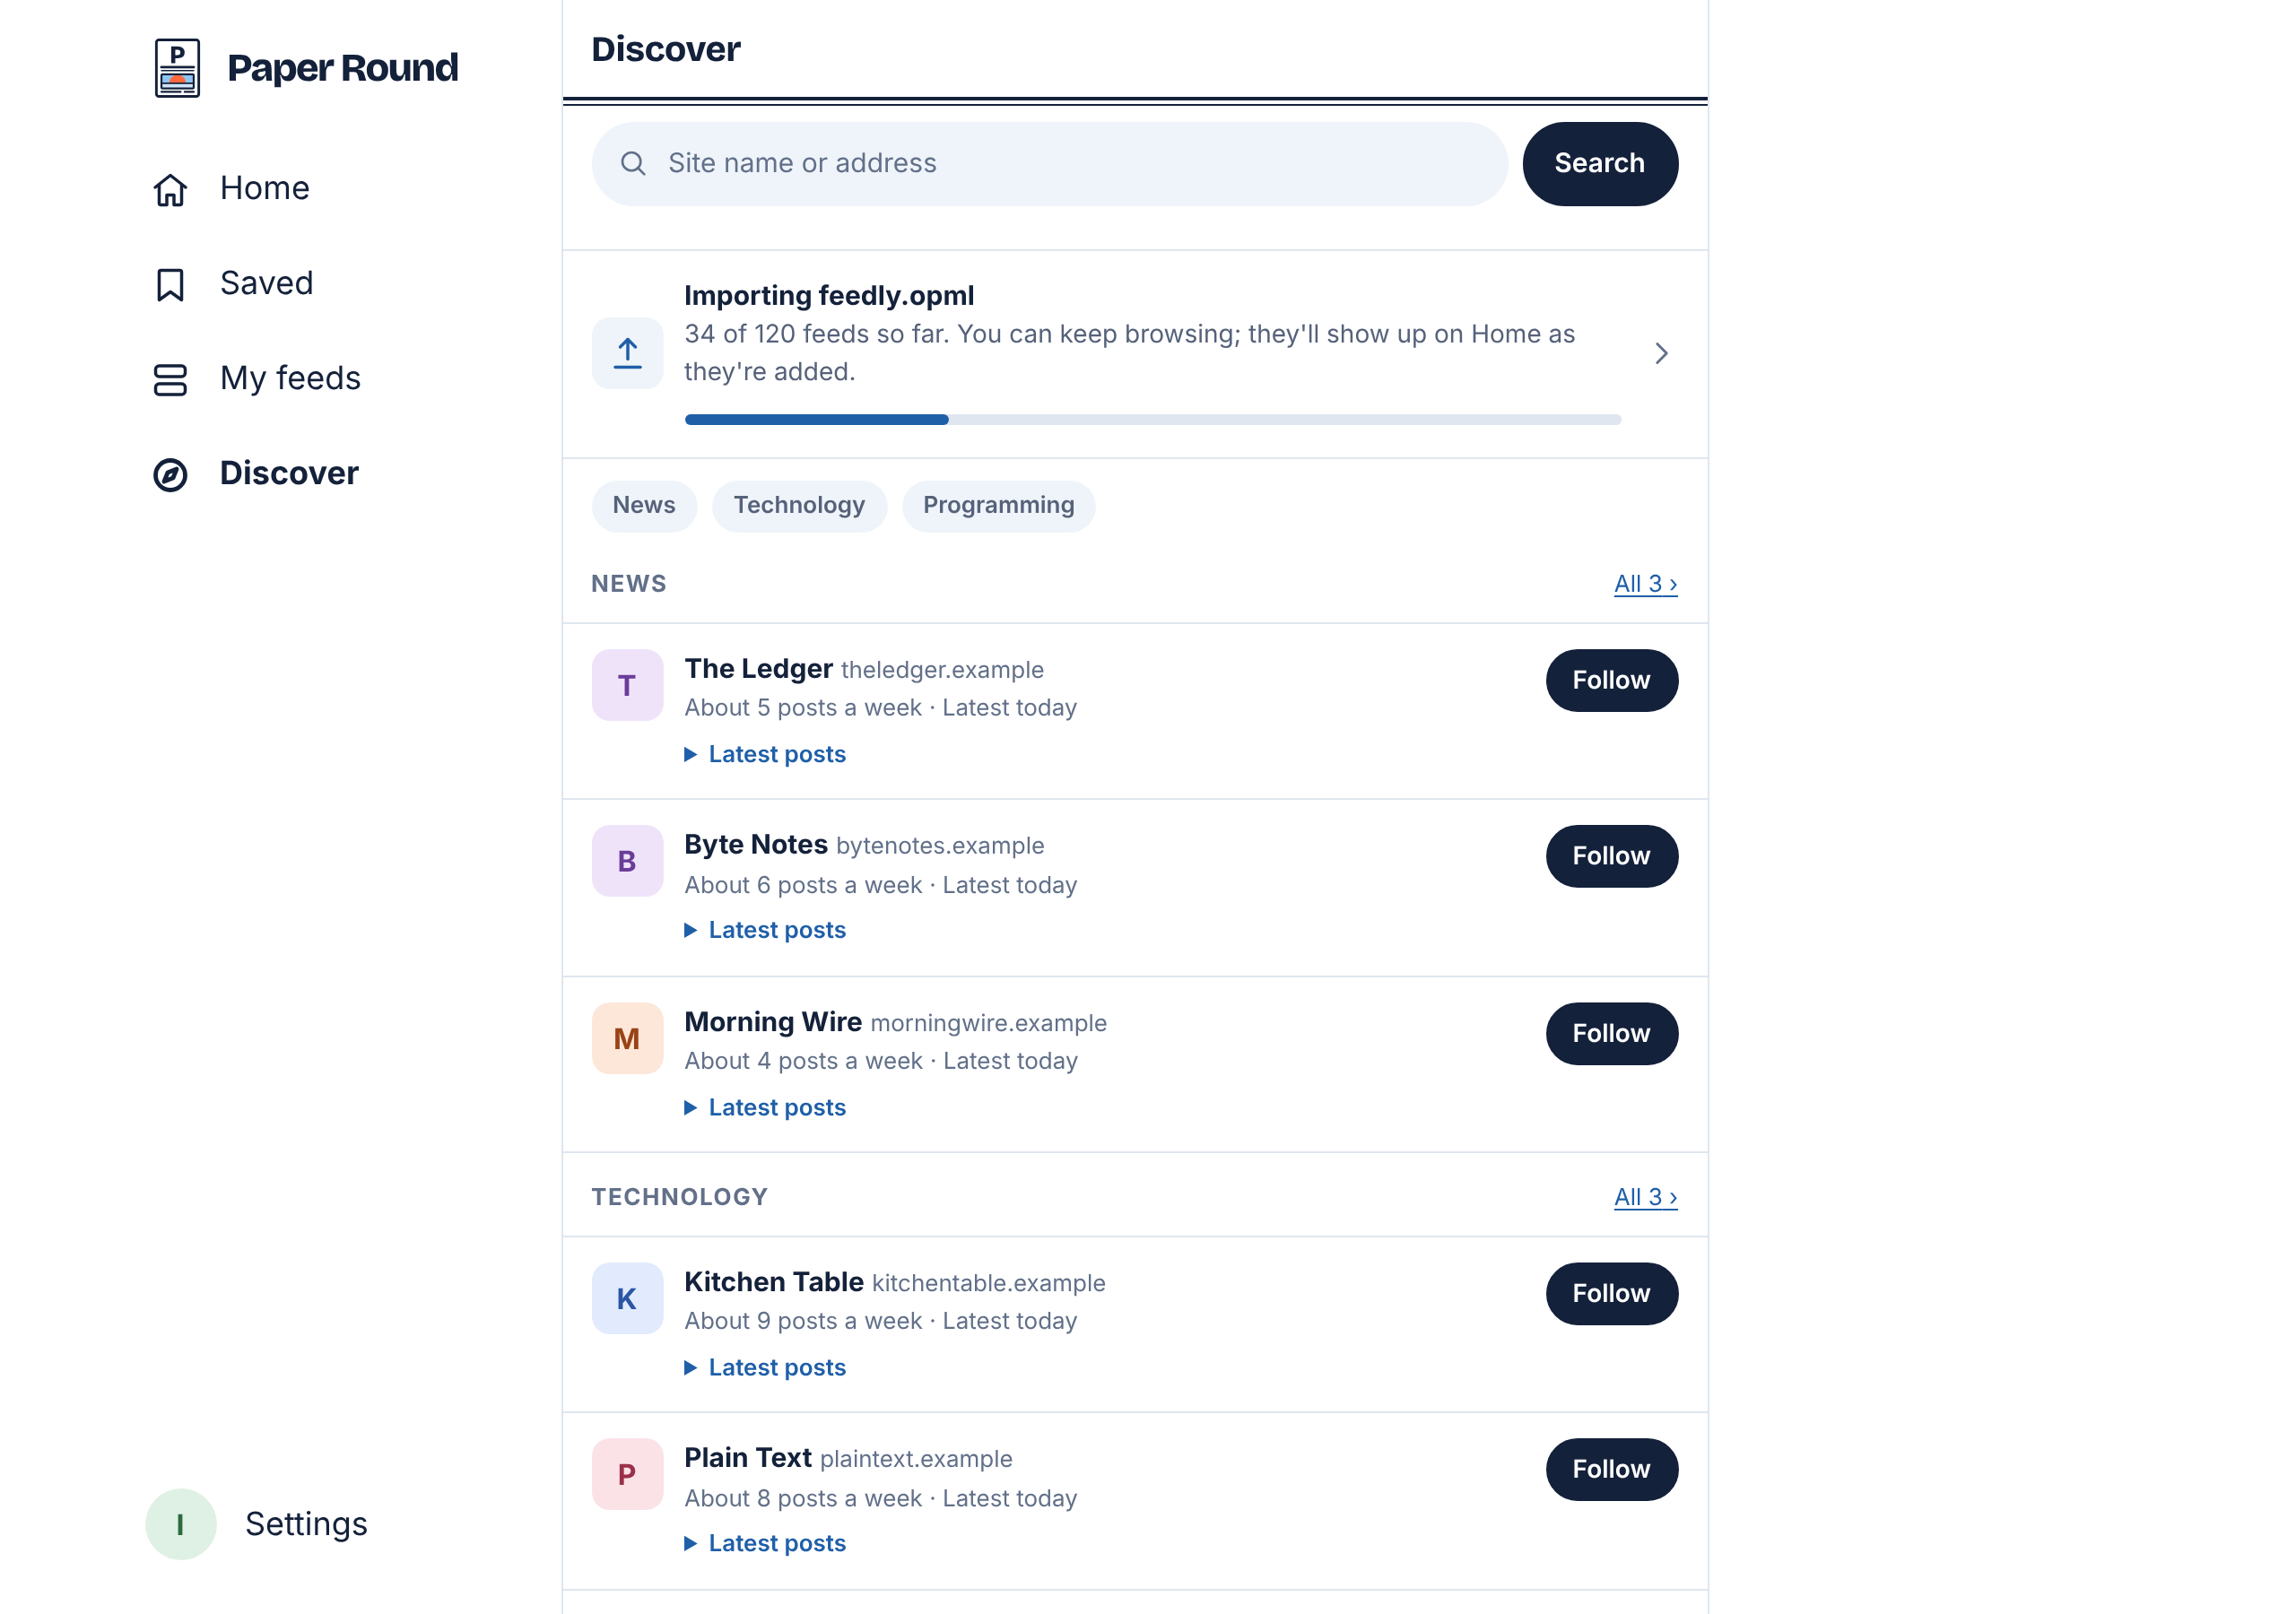 P
Paper Round
Home
Saved
My feeds
Discover
I
Settings
Discover
Site name or address
Search
Importing feedly.opml
34 of 120 feeds so far. You can keep browsing; they'll show up on Home as
they're added.
News
Technology
Programming
NEWS
All 3 ›
T
The Ledger theledger.example
About 5 posts a week · Latest today
Latest posts
Follow
B
Byte Notes bytenotes.example
About 6 posts a week · Latest today
Latest posts
Follow
M
Morning Wire morningwire.example
About 4 posts a week · Latest today
Latest posts
Follow
TECHNOLOGY
All 3 ›
K
Kitchen Table kitchentable.example
About 9 posts a week · Latest today
Latest posts
Follow
P
Plain Text plaintext.example
About 8 posts a week · Latest today
Latest posts
Follow